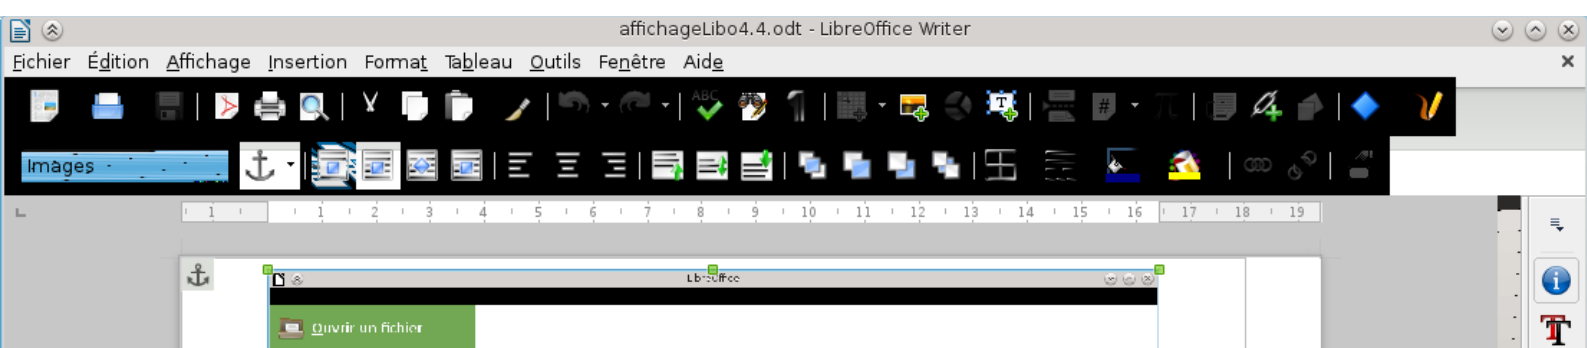 affichageLibo4.4.odt - LibreOffice Writer
Fichier Édition Affichage Insertion Format Tableau Outils Fenêtre Aide
ABC
T
#
π
Images
1 1 2 3 4 5 6 7 8 9 10 11 12 13 14 15 16 17 18 19
LibreOffice
Ouvrir un fichier